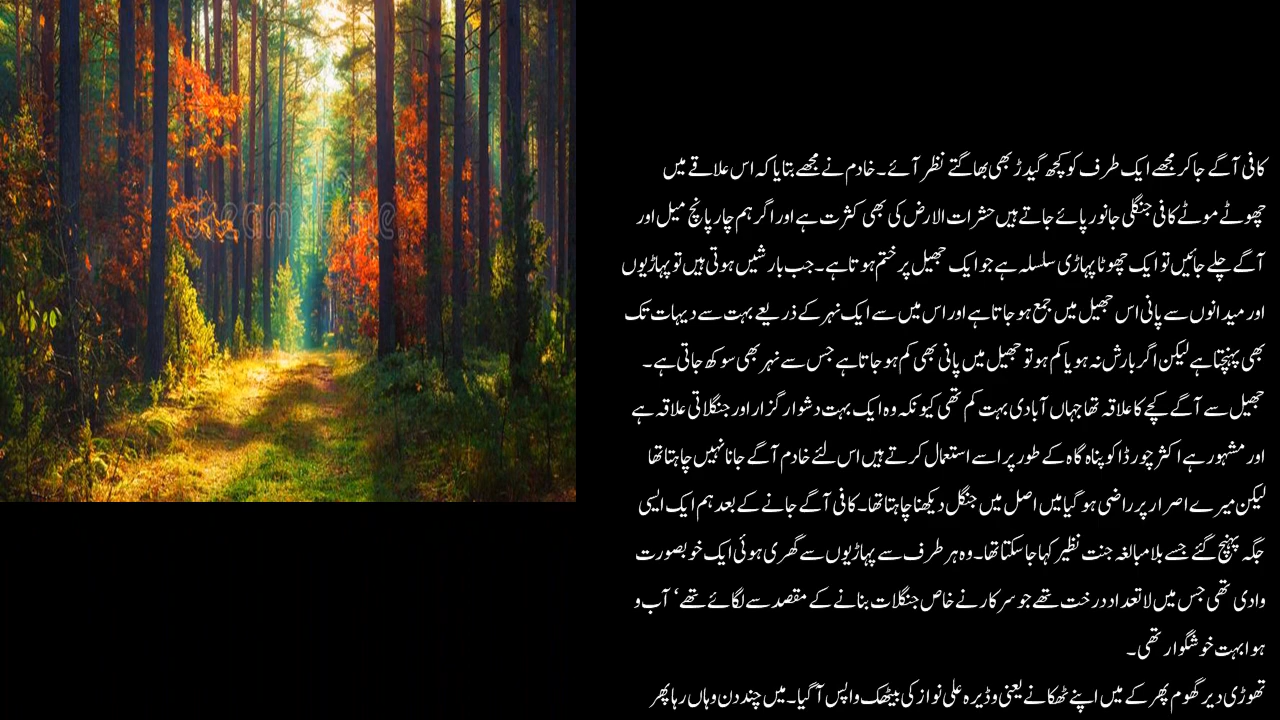 dreamstime
کافی آگے جاکر مجھے ایک طرف کو کچھ گیدڑ بھی بھاگتے نظر آئے۔ خادم نے مجھے بتایا کہ اس علاقے میں
چھوٹے موٹے کافی جنگلی جانور پائے جاتے ہیں حشرات الارض کی بھی کثرت ہے اور اگر ہم چار پانچ میل اور
آگے چلے جائیں تو ایک چھوٹا پہاڑی سلسلہ ہے جو ایک جھیل پر ختم ہوتا ہے۔ جب بارشیں ہوتی ہیں تو پہاڑیوں
اور میدانوں سے پانی اس جھیل میں جمع ہو جاتا ہے اور اس میں سے ایک نہر کے ذریعے بہت سے دیہات تک
بھی پہنچتا ہے لیکن اگر بارش نہ ہو یا کم ہو تو جھیل میں پانی بھی کم ہو جاتا ہے جس سے نہر بھی سوکھ جاتی ہے۔
جھیل سے آگے کچے کا علاقہ تھا جہاں آبادی بہت کم تھی کیونکہ وہ ایک بہت دشوار گزار اور جنگلاتی علاقہ ہے
اور مشہور ہے اکثر چور ڈاکو پناہ گاہ کے طور پر اسے استعمال کرتے ہیں اس لئے خادم آگے جانا نہیں چاہتا تھا
لیکن میرے اصرار پر راضی ہو گیا میں اصل میں جنگل دیکھنا چاہتا تھا۔ کافی آگے جانے کے بعد ہم ایک ایسی
جگہ پہنچ گئے جسے بلامبالغہ جنت نظیر کہا جا سکتا تھا۔ وہ ہر طرف سے پہاڑیوں سے گھری ہوئی ایک خوبصورت
وادی تھی جس میں لاتعداد درخت تھے جو سرکار نے خاص جنگلات بنانے کے مقصد سے لگائے تھے‘ آب و
ہوا بہت خوشگوار تھی۔
تھوڑی دیر گھوم پھر کے میں اپنے ٹھکانے یعنی وڈیرہ علی نواز کی بیٹھک واپس آ گیا۔ میں چند دن وہاں رہا پھر